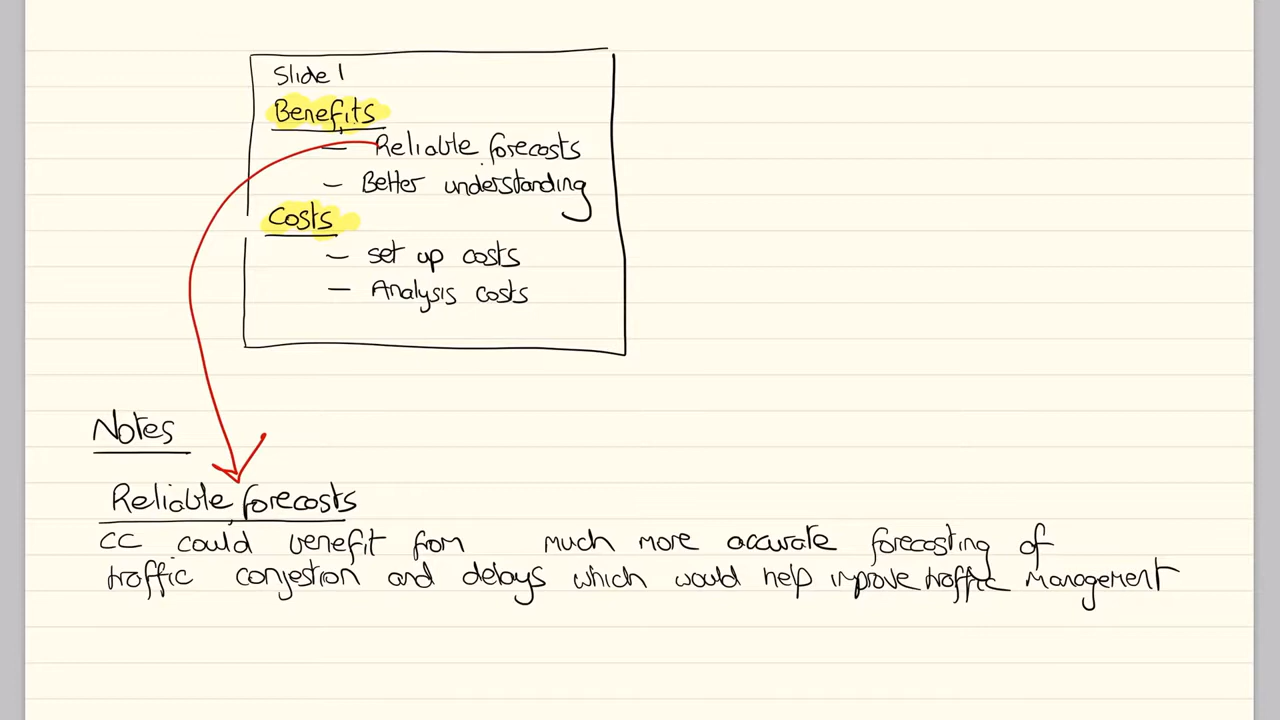 Slide 1
Benefits
- Reliable forecasts
- Better understanding
Costs
- set up costs
- Analysis costs
Notes
Reliable forecasts
CC could benefit from much more accurate forecasting of
traffic conjestion and delays which would help improve traffic management